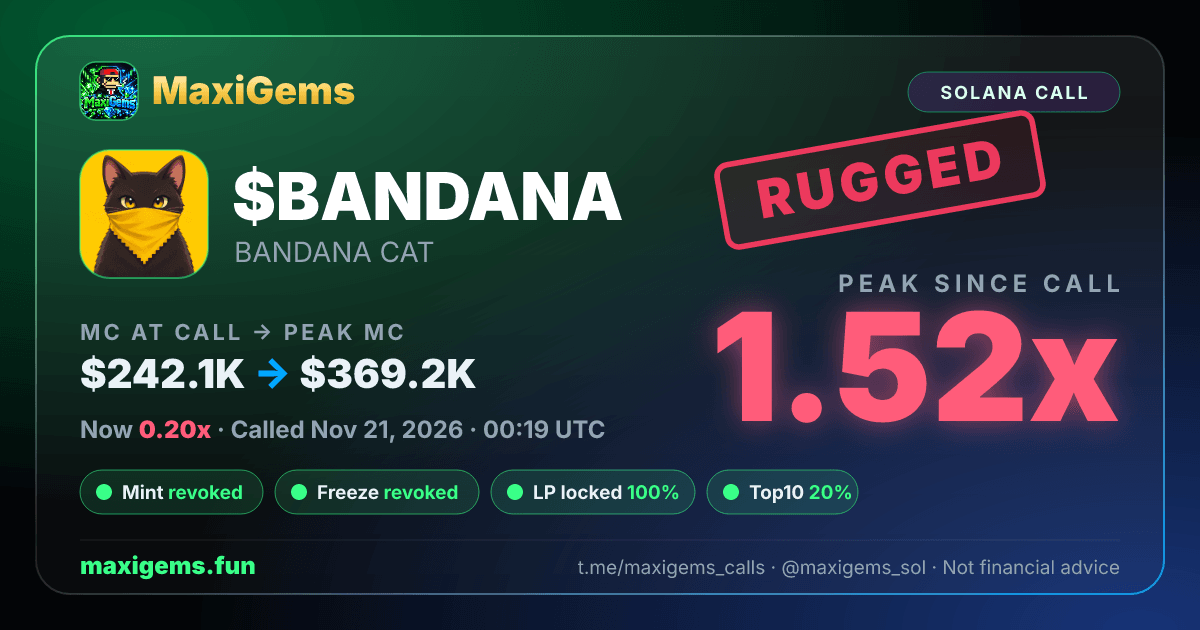 MaxiGems
MaxiGems
SOLANA CALL
RUGGED
$BANDANA
BANDANA CAT
PEAK SINCE CALL
1.52x
MC AT CALL → PEAK MC
$242.1K → $369.2K
Now 0.20x · Called Nov 21, 2026 · 00:19 UTC
Mint revoked
Freeze revoked
LP locked 100%
Top10 20%
maxigems.fun
t.me/maxigems_calls · @maxigems_sol · Not financial advice